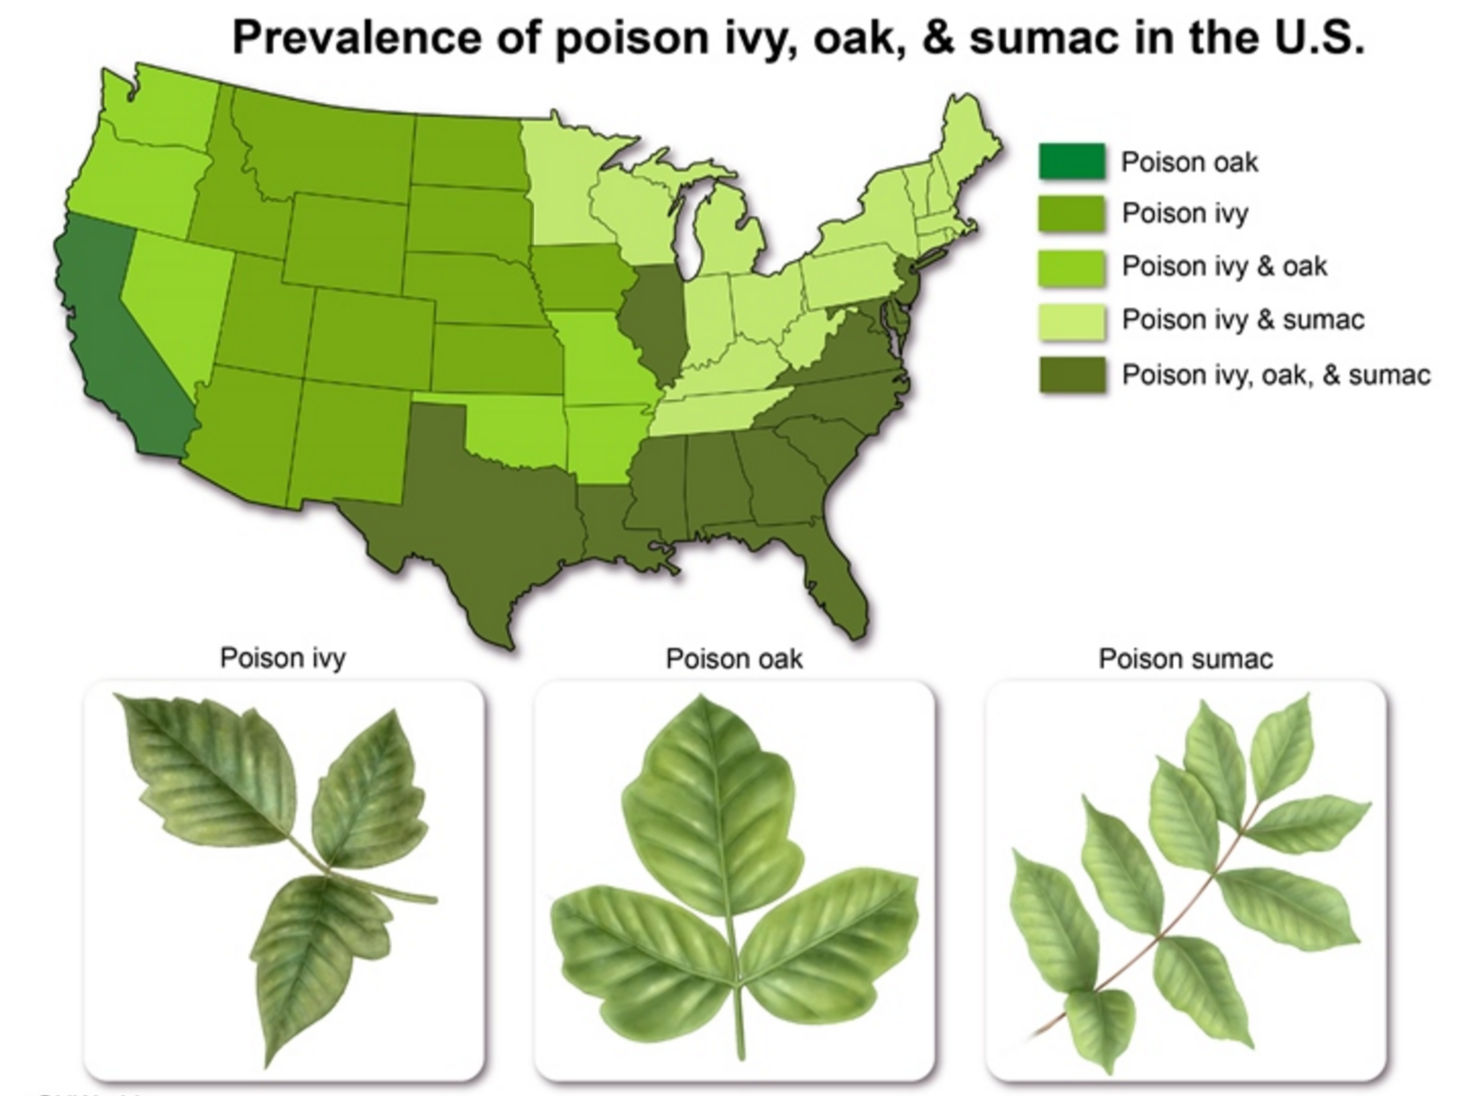 Prevalence of poison ivy, oak, & sumac in the U.S.
Poison oak
Poison ivy
Poison ivy & oak
Poison ivy & sumac
Poison ivy, oak, & sumac
Poison ivy
Poison oak
Poison sumac